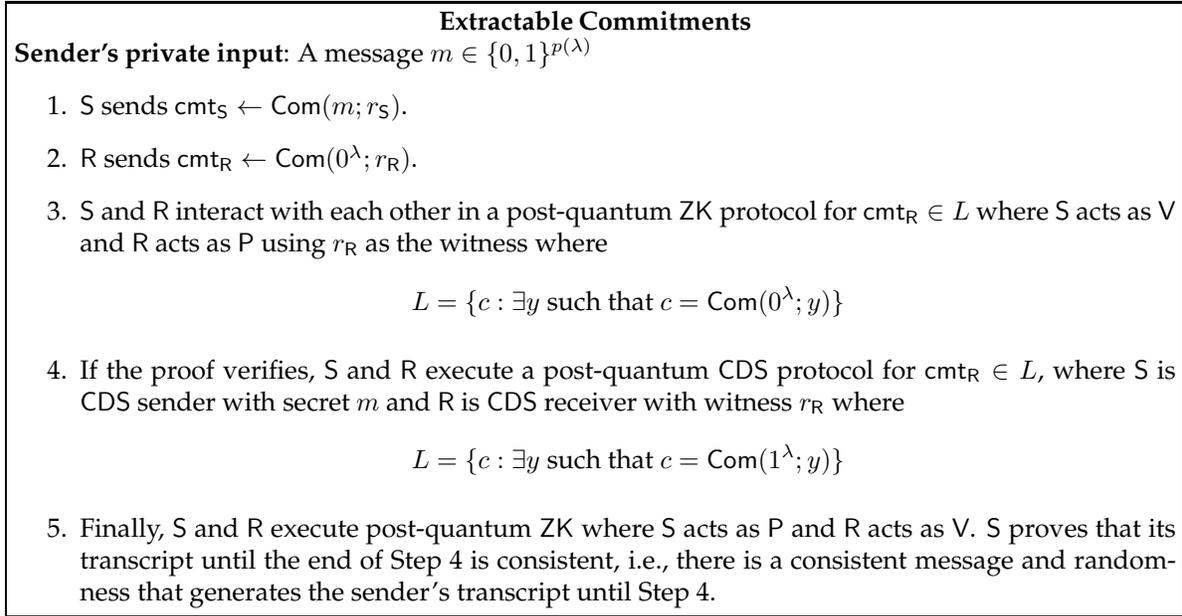 Extractable Commitments
Sender's private input: A message m ∈ {0, 1}^{p(λ)}
1. S sends cmt_S ← Com(m; r_S).
2. R sends cmt_R ← Com(0^λ; r_R).
3. S and R interact with each other in a post-quantum ZK protocol for cmt_R ∈ L where S acts as V
and R acts as P using r_R as the witness where
L = {c : ∃y such that c = Com(0^λ; y)}
4. If the proof verifies, S and R execute a post-quantum CDS protocol for cmt_R ∈ L, where S is
CDS sender with secret m and R is CDS receiver with witness r_R where
L = {c : ∃y such that c = Com(1^λ; y)}
5. Finally, S and R execute post-quantum ZK where S acts as P and R acts as V. S proves that its
transcript until the end of Step 4 is consistent, i.e., there is a consistent message and random-
ness that generates the sender's transcript until Step 4.